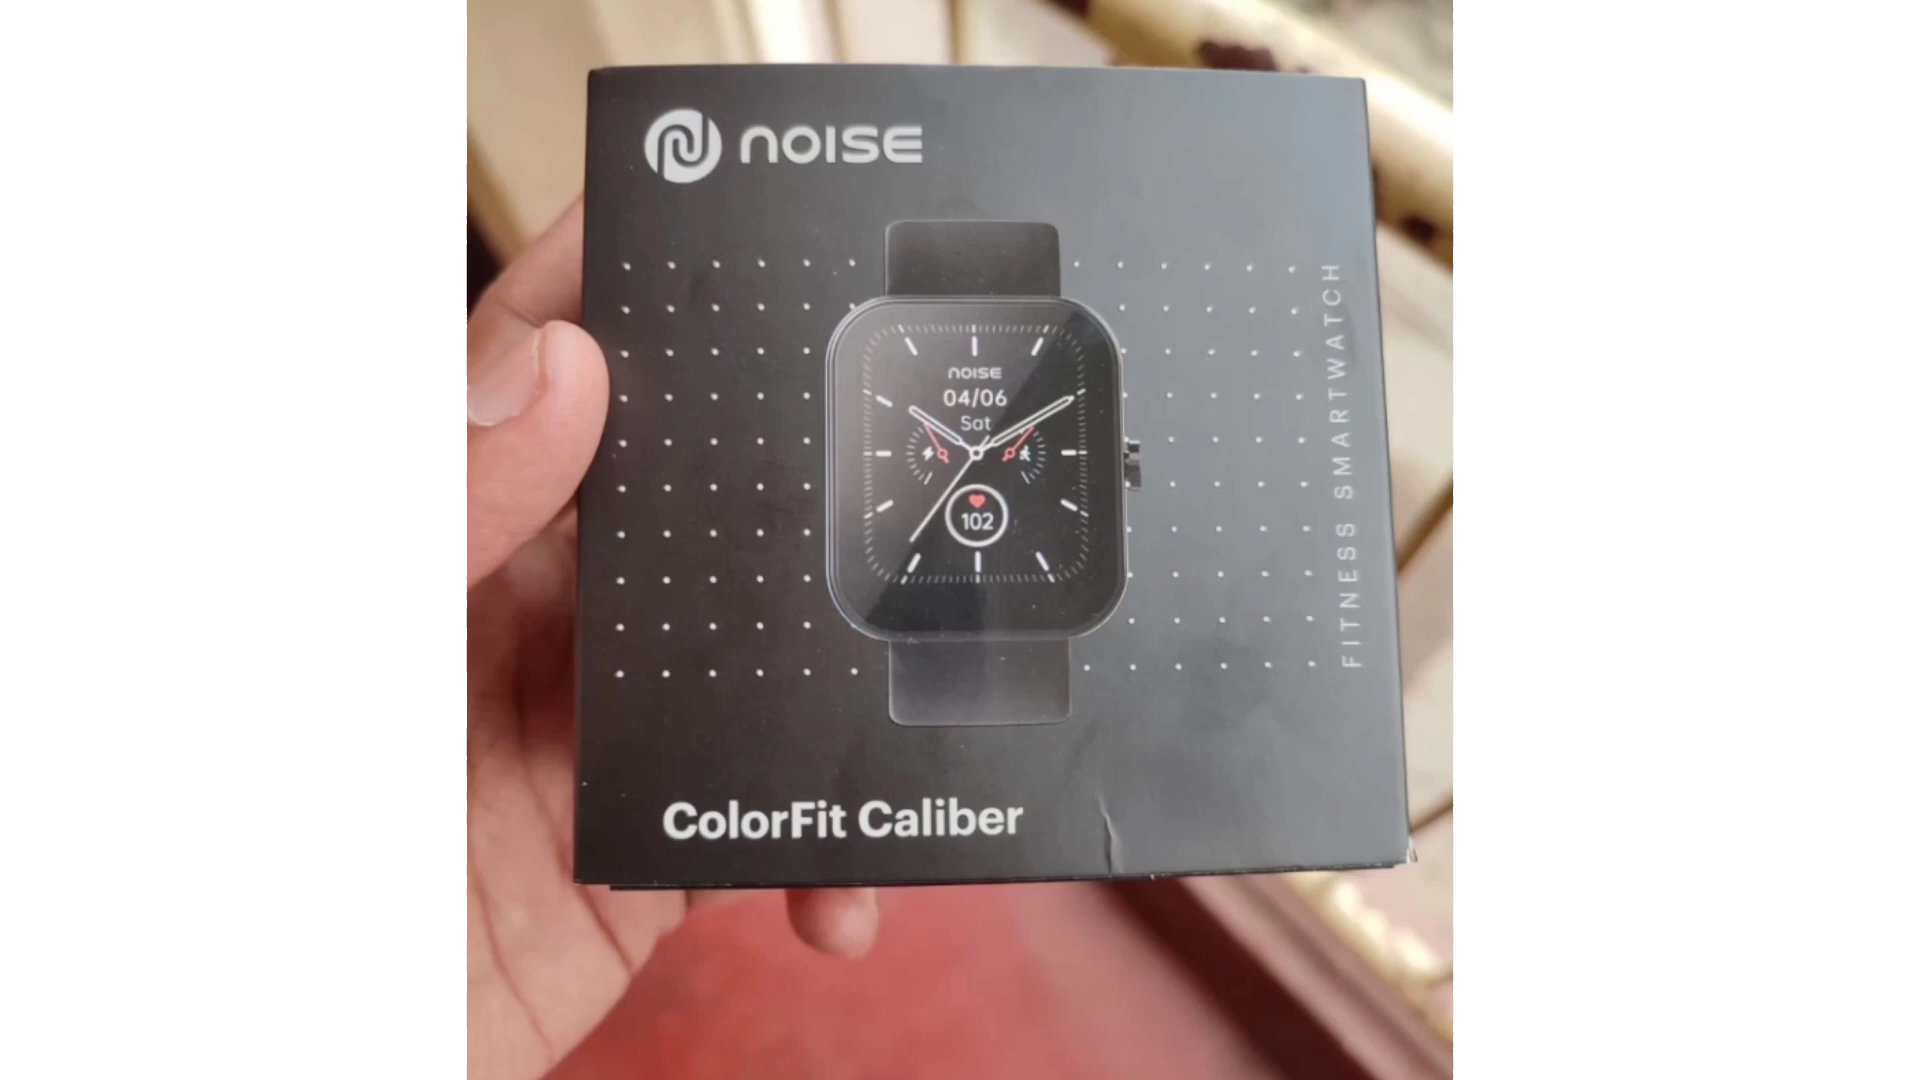 NOISE
NOISE
04/06
Sat
102
FITNESS SMARTWATCH
ColorFit Caliber